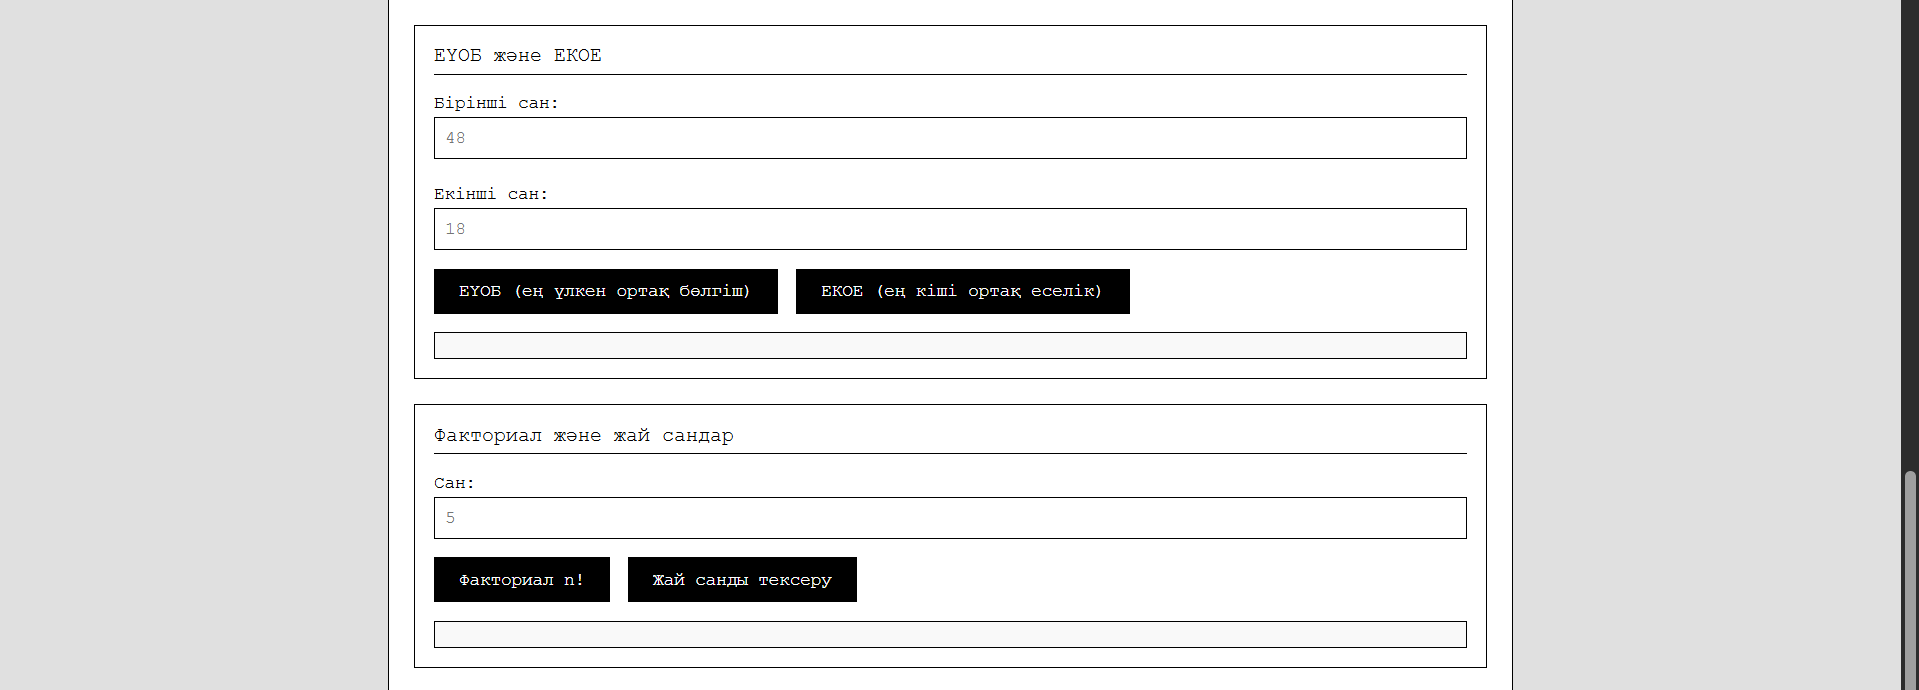 ЕҮОБ және ЕКОЕ
Бірінші сан:
48
Екінші сан:
18
ЕҮОБ (ең үлкен ортақ бөлгіш) ЕКОЕ (ең кіші ортақ еселік)
Факториал және жай сандар
Сан:
5
Факториал n! Жай санды тексеру